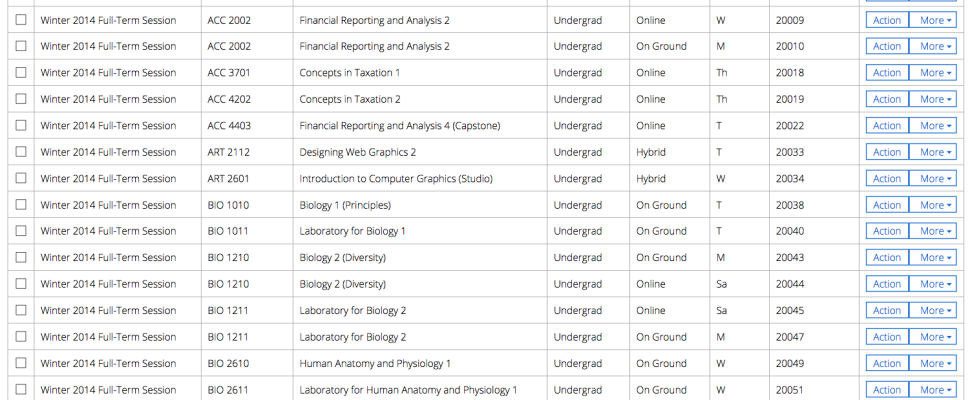 Winter 2014 Full-Term Session ACC 2002 Financial Reporting and Analysis 2 Undergrad Online W 20009 Action More
Winter 2014 Full-Term Session ACC 2002 Financial Reporting and Analysis 2 Undergrad On Ground M 20010 Action More
Winter 2014 Full-Term Session ACC 3701 Concepts in Taxation 1 Undergrad Online Th 20018 Action More
Winter 2014 Full-Term Session ACC 4202 Concepts in Taxation 2 Undergrad Online Th 20019 Action More
Winter 2014 Full-Term Session ACC 4403 Financial Reporting and Analysis 4 (Capstone) Undergrad Online T 20022 Action More
Winter 2014 Full-Term Session ART 2112 Designing Web Graphics 2 Undergrad Hybrid T 20033 Action More
Winter 2014 Full-Term Session ART 2601 Introduction to Computer Graphics (Studio) Undergrad Hybrid W 20034 Action More
Winter 2014 Full-Term Session BIO 1010 Biology 1 (Principles) Undergrad On Ground T 20038 Action More
Winter 2014 Full-Term Session BIO 1011 Laboratory for Biology 1 Undergrad On Ground T 20040 Action More
Winter 2014 Full-Term Session BIO 1210 Biology 2 (Diversity) Undergrad On Ground M 20043 Action More
Winter 2014 Full-Term Session BIO 1210 Biology 2 (Diversity) Undergrad Online Sa 20044 Action More
Winter 2014 Full-Term Session BIO 1211 Laboratory for Biology 2 Undergrad Online Sa 20045 Action More
Winter 2014 Full-Term Session BIO 1211 Laboratory for Biology 2 Undergrad On Ground M 20047 Action More
Winter 2014 Full-Term Session BIO 2610 Human Anatomy and Physiology 1 Undergrad On Ground W 20049 Action More
Winter 2014 Full-Term Session BIO 2611 Laboratory for Human Anatomy and Physiology 1 Undergrad On Ground W 20051 Action More